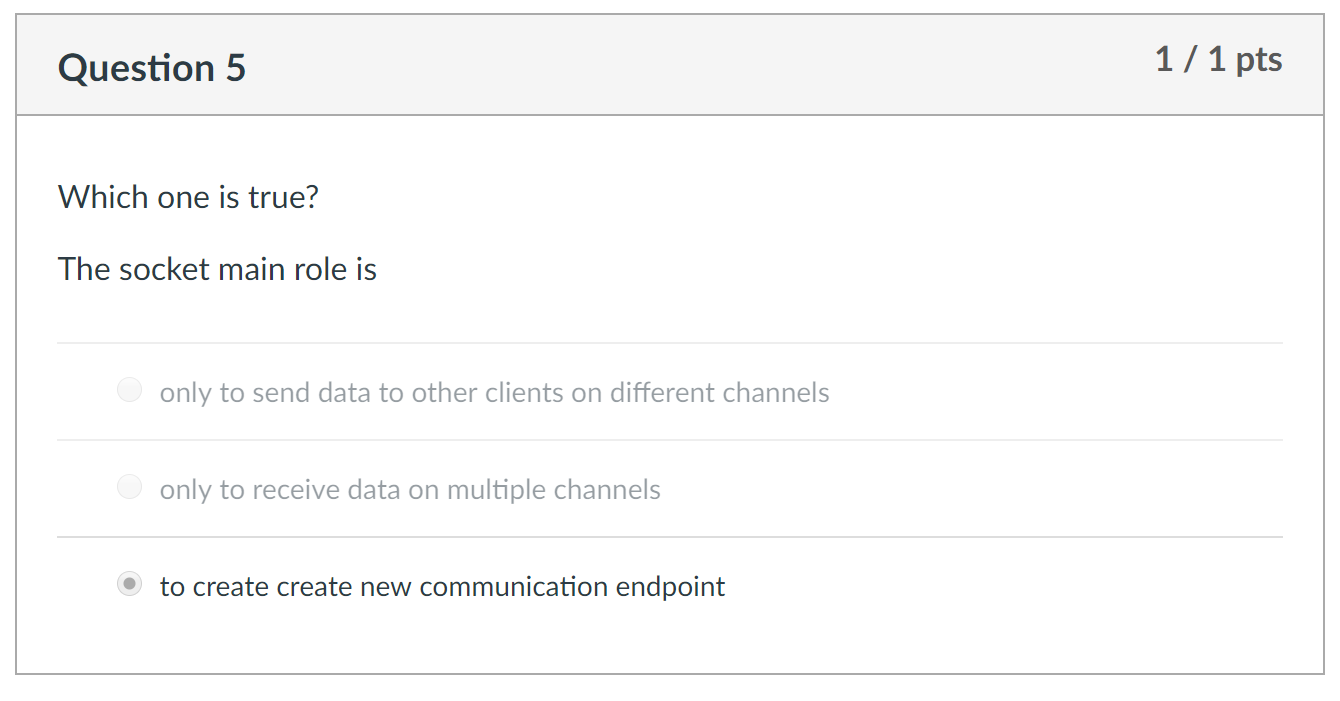 Question 5
1 / 1 pts
Which one is true?
The socket main role is
only to send data to other clients on different channels
only to receive data on multiple channels
to create create new communication endpoint